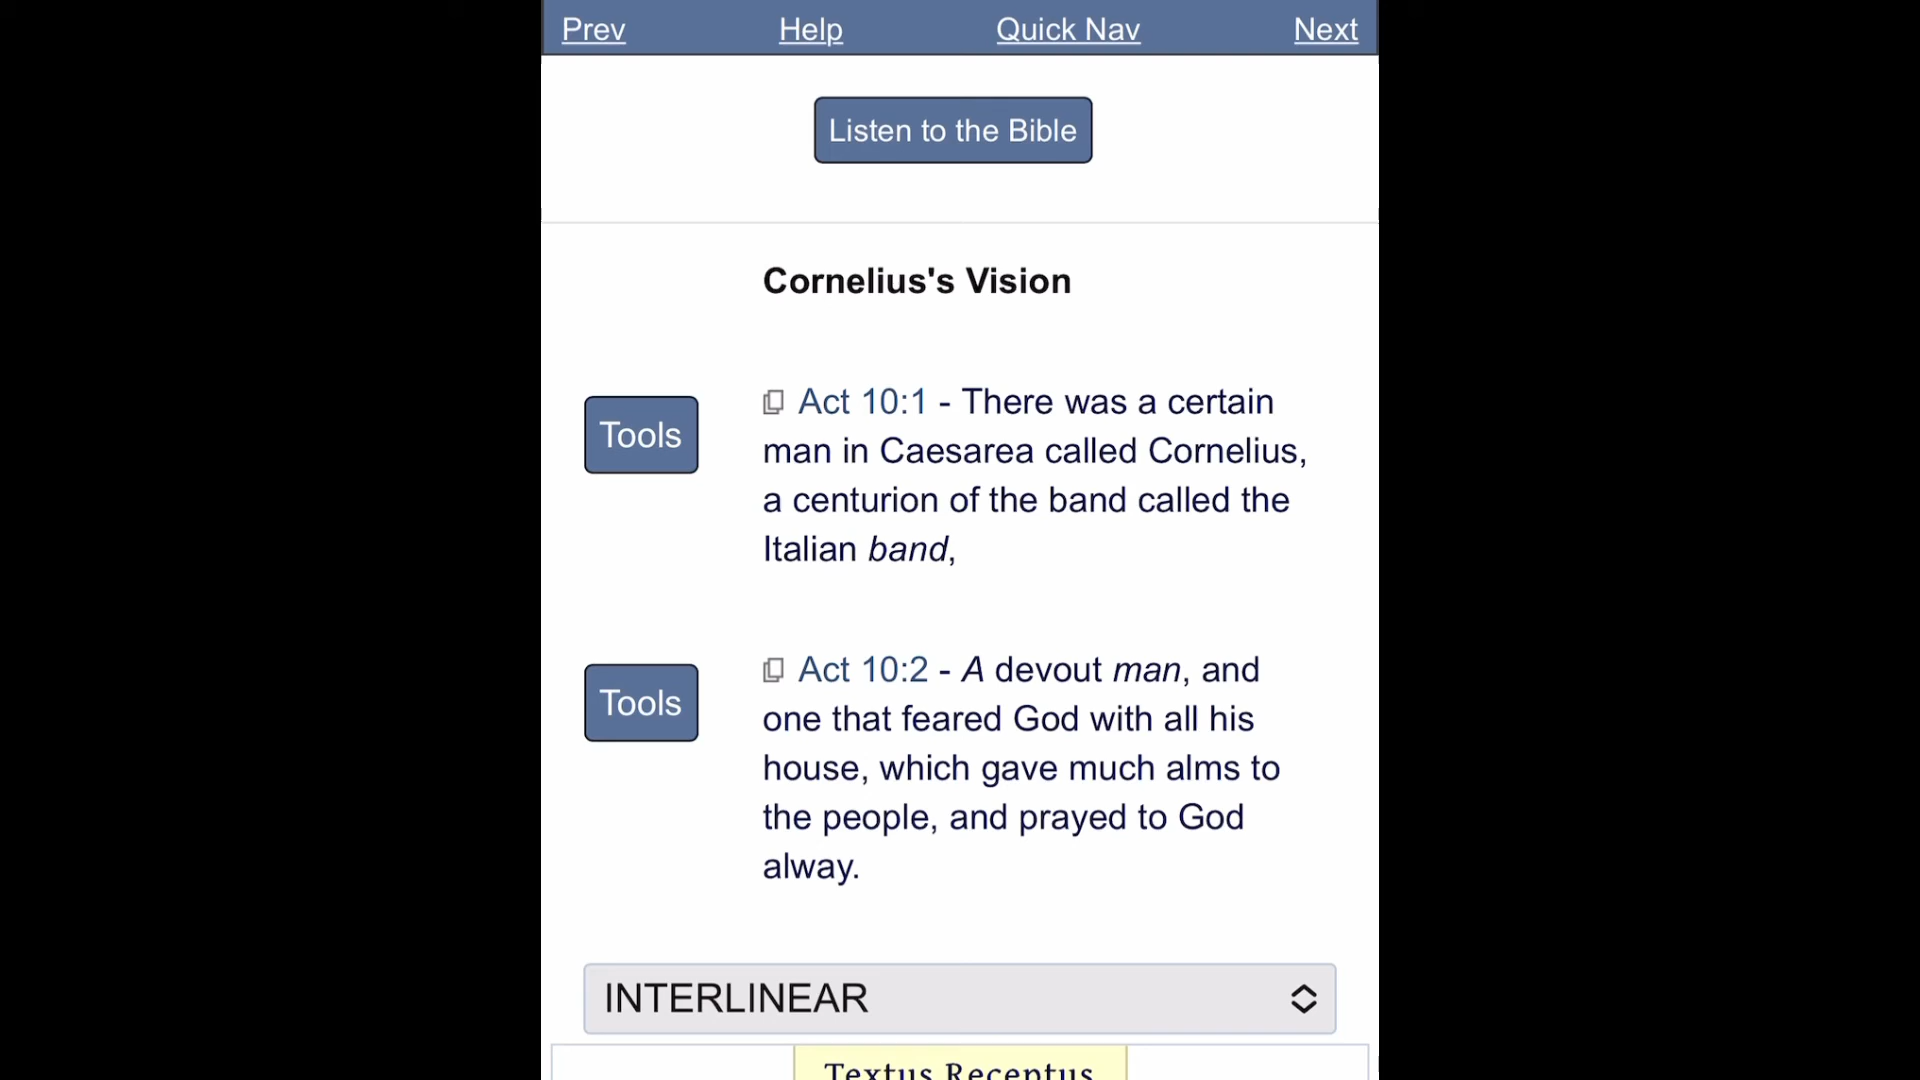 Prev Help Quick Nav Next
Listen to the Bible
Cornelius's Vision
Tools
Act 10:1 - There was a certain
man in Caesarea called Cornelius,
a centurion of the band called the
Italian band,
Tools
Act 10:2 - A devout man, and
one that feared God with all his
house, which gave much alms to
the people, and prayed to God
alway.
INTERLINEAR
Textus Receptus